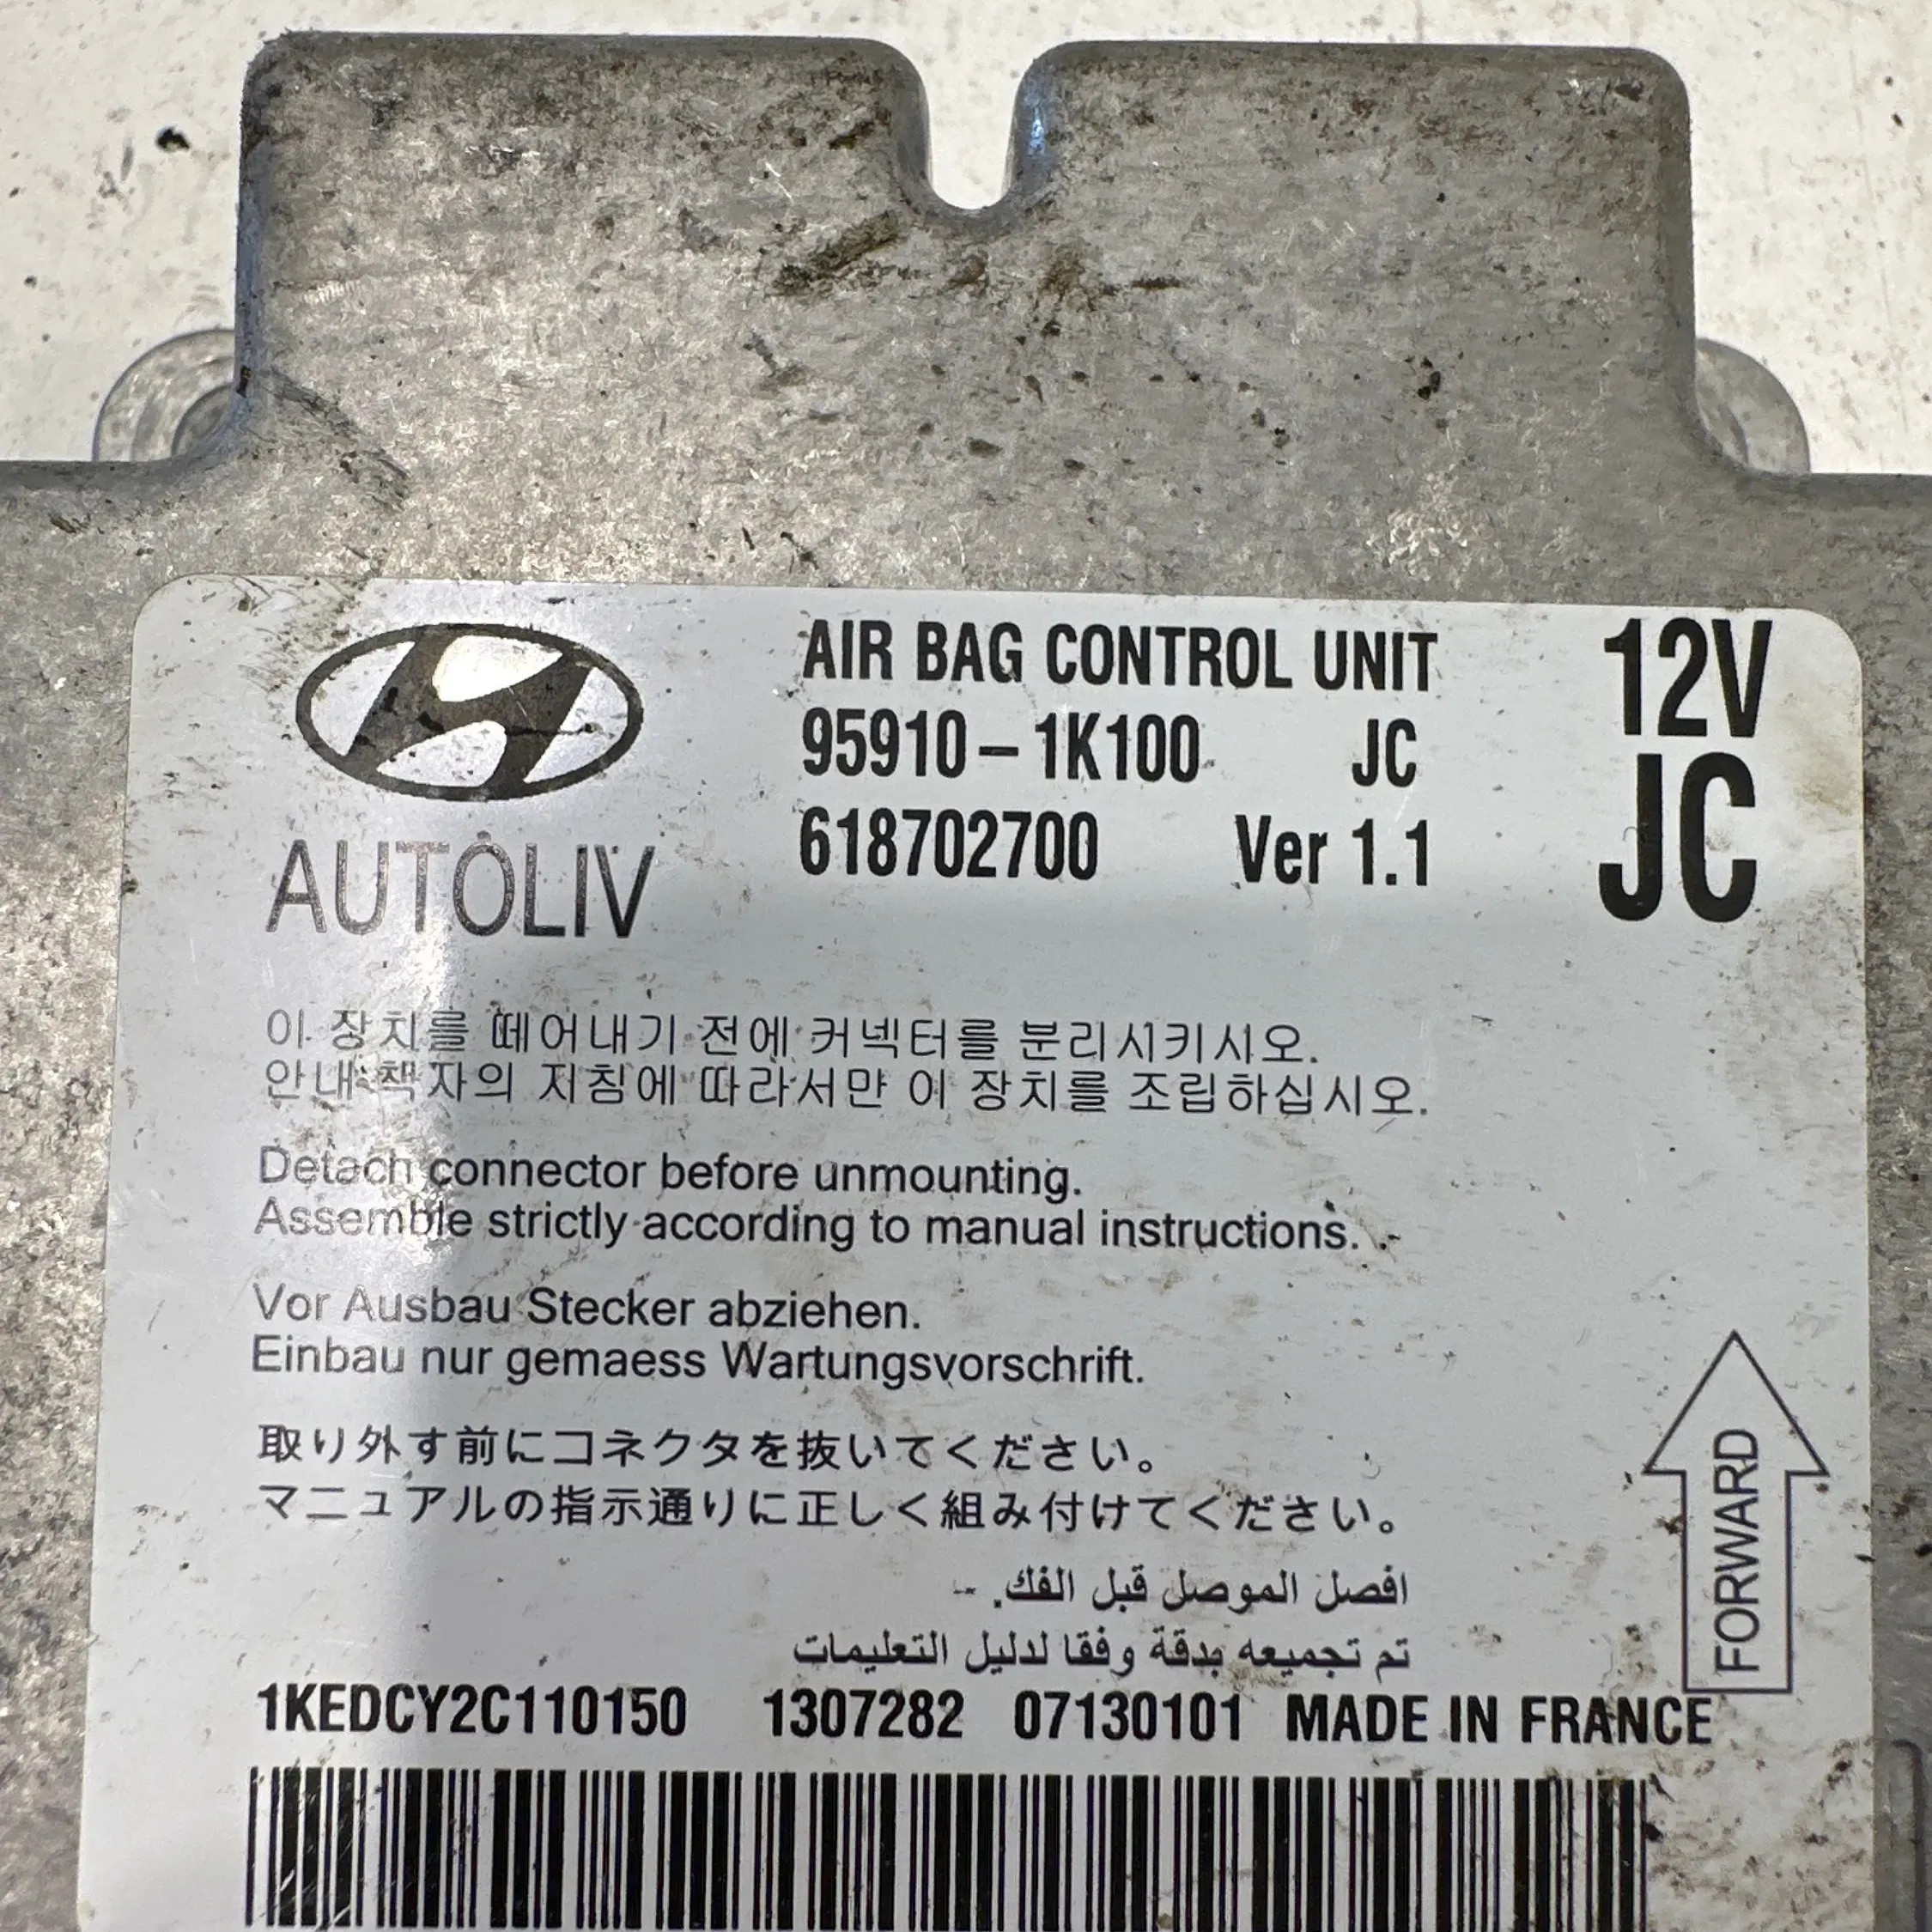 AIR BAG CONTROL UNIT 12V
95910-1K100 JC
618702700 Ver 1.1 JC
AUTOLIV
이 장치를 떼어내기 전에 커넥터를 분리시키시오.
안내책자의 지침에 따라서만 이 장치를 조립하십시오.
Detach connector before unmounting.
Assemble strictly according to manual instructions.
Vor Ausbau Stecker abziehen.
Einbau nur gemaess Wartungsvorschrift.
取り外す前にコネクタを抜いてください。
マニュアルの指示通りに正しく組み付けてください。
افصل الموصل قبل الفك.
تم تجميعه بدقة وفقا لدليل التعليمات
FORWARD
1KEDCY2C110150 1307282 07130101 MADE IN FRANCE